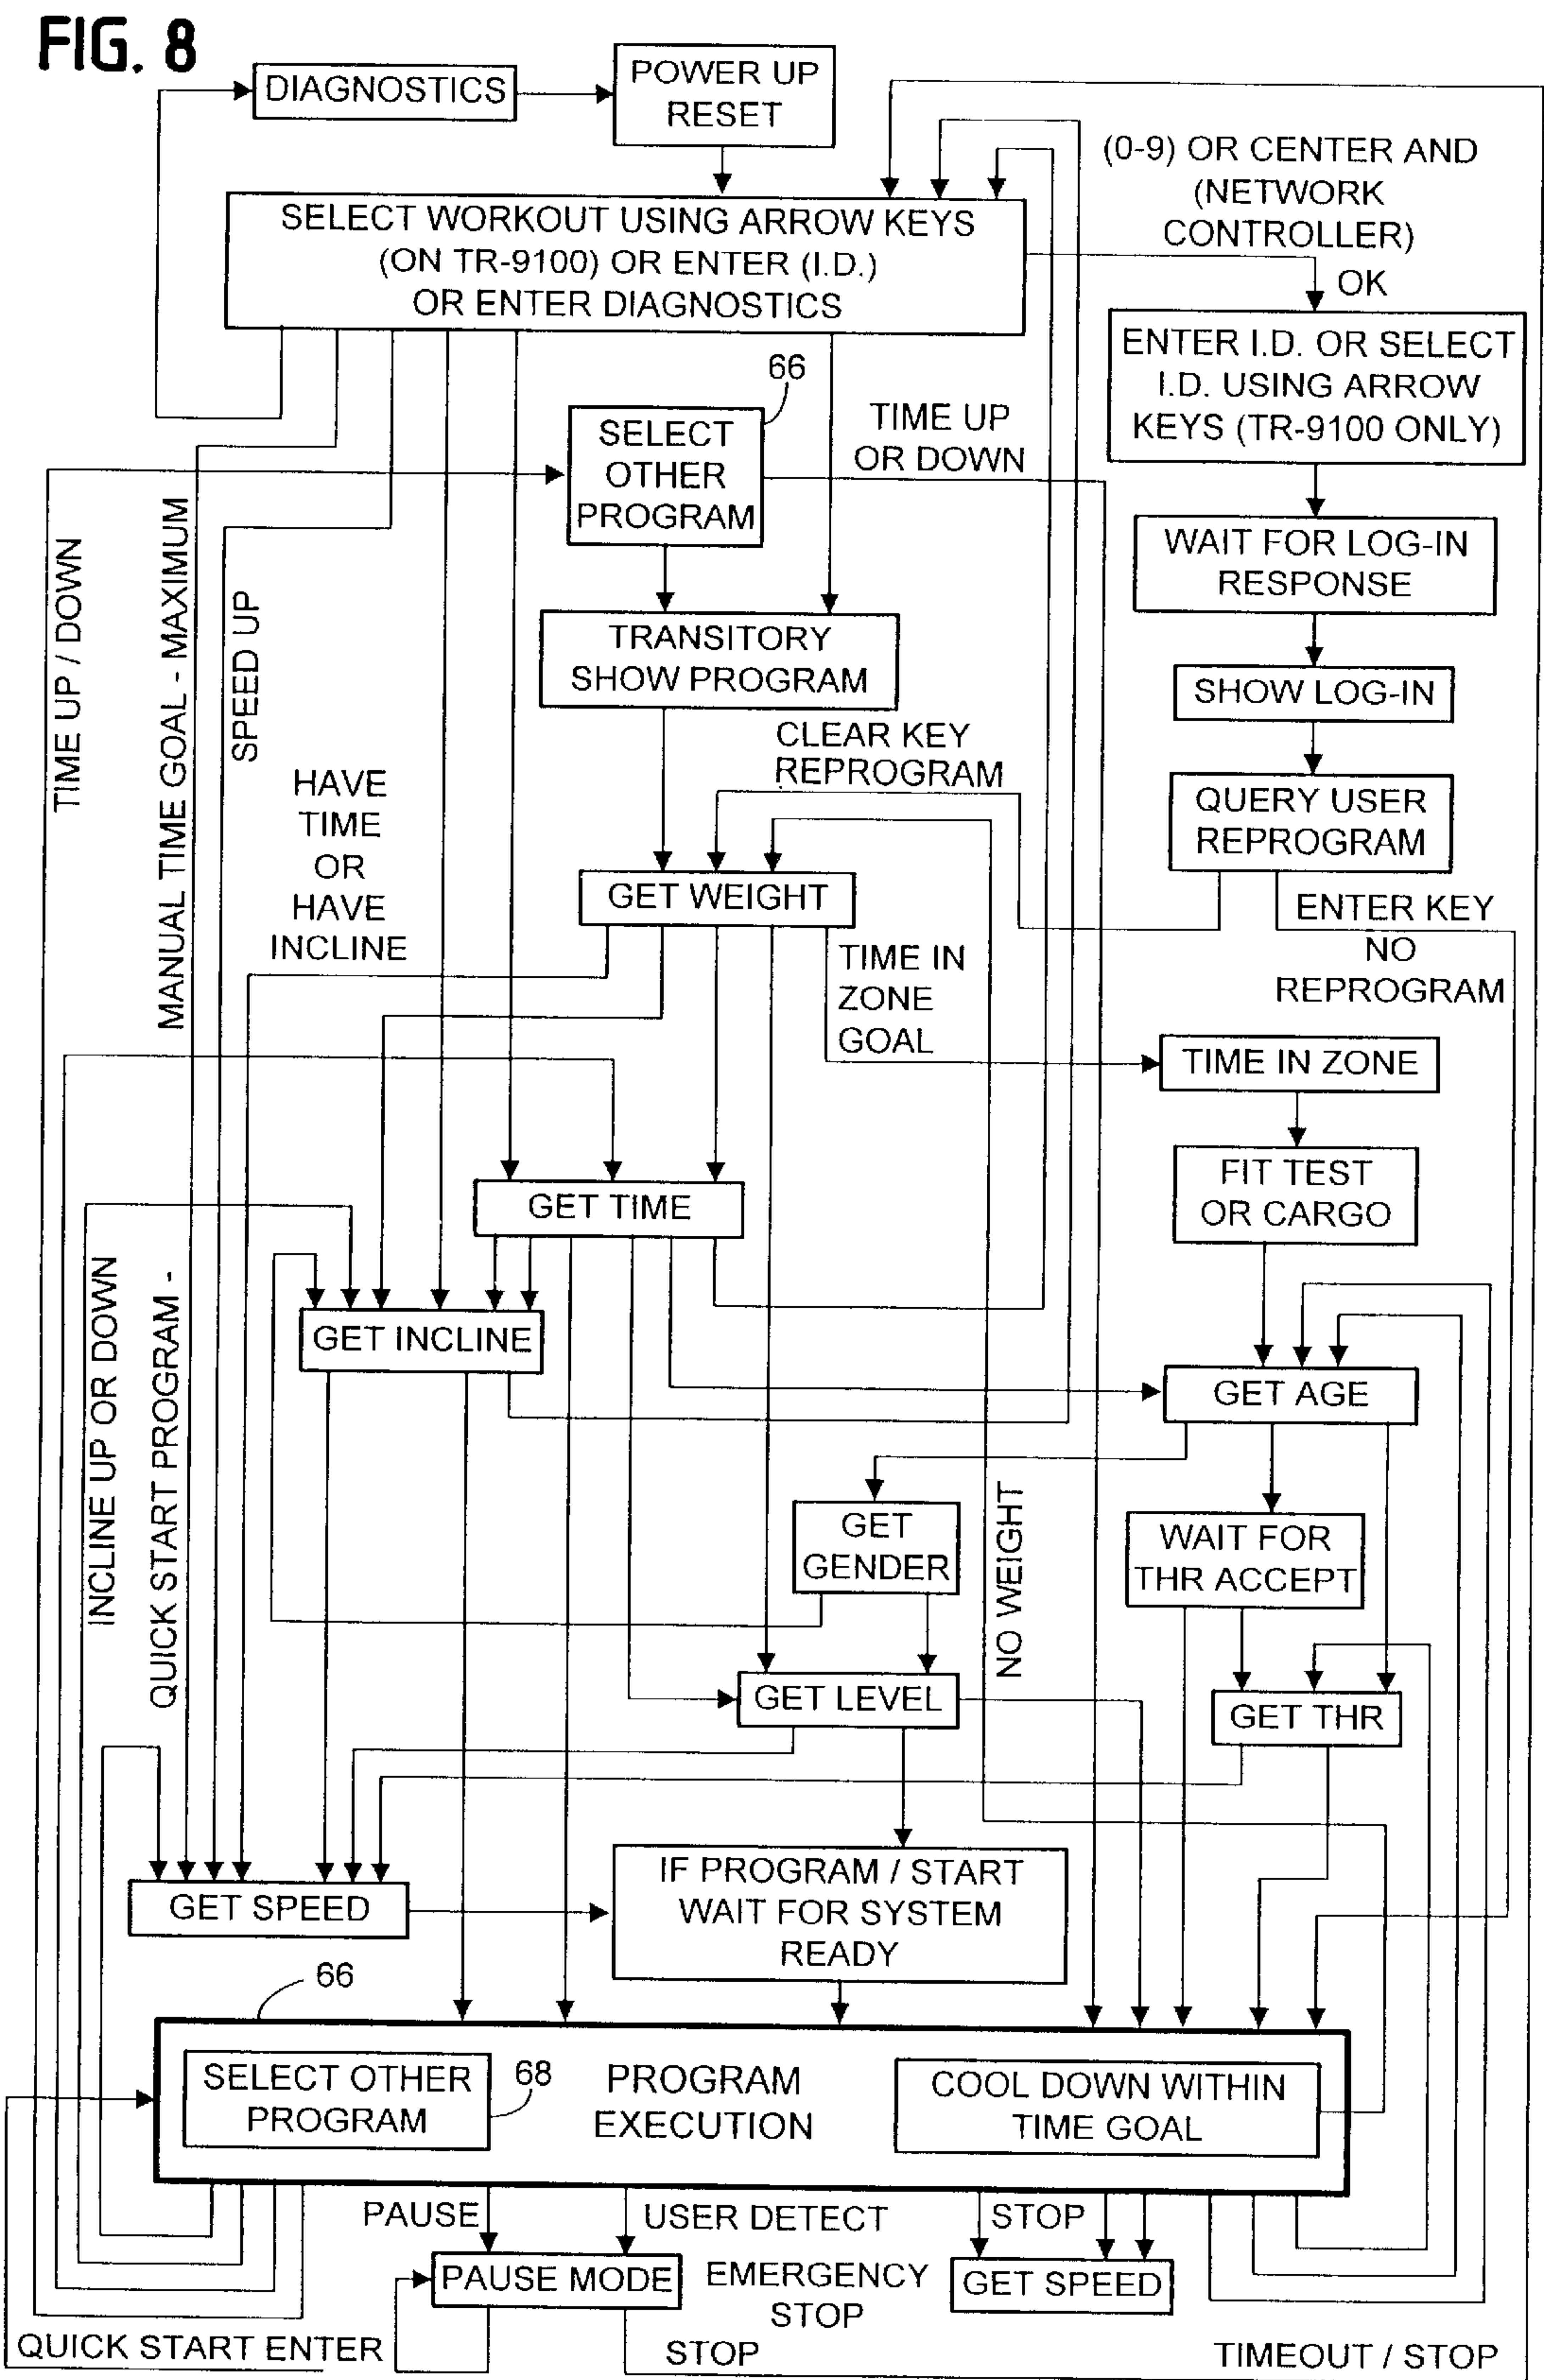 FIG. 8
DIAGNOSTICS
POWER UP
RESET
(0-9) OR CENTER AND
(NETWORK
CONTROLLER)
OK
SELECT WORKOUT USING ARROW KEYS
(ON TR-9100) OR ENTER (I.D.)
OR ENTER DIAGNOSTICS
ENTER I.D. OR SELECT
I.D. USING ARROW
KEYS (TR-9100 ONLY)
66
SELECT
OTHER
PROGRAM
TIME UP
OR DOWN
WAIT FOR LOG-IN
RESPONSE
TIME UP / DOWN
MANUAL TIME GOAL - MAXIMUM
SPEED UP
TRANSITORY
SHOW PROGRAM
SHOW LOG-IN
CLEAR KEY
REPROGRAM
QUERY USER
REPROGRAM
HAVE
TIME
OR
HAVE
INCLINE
GET WEIGHT
ENTER KEY
NO
REPROGRAM
TIME IN
ZONE
GOAL
TIME IN ZONE
FIT TEST
OR CARGO
GET TIME
INCLINE UP OR DOWN
QUICK START PROGRAM -
GET INCLINE
GET AGE
GET
GENDER
NO WEIGHT
WAIT FOR
THR ACCEPT
GET LEVEL
GET THR
GET SPEED
IF PROGRAM / START
WAIT FOR SYSTEM
READY
66
SELECT OTHER
PROGRAM
68
PROGRAM
EXECUTION
COOL DOWN WITHIN
TIME GOAL
PAUSE
USER DETECT
STOP
PAUSE MODE
EMERGENCY
STOP
GET SPEED
QUICK START ENTER
STOP
TIMEOUT / STOP